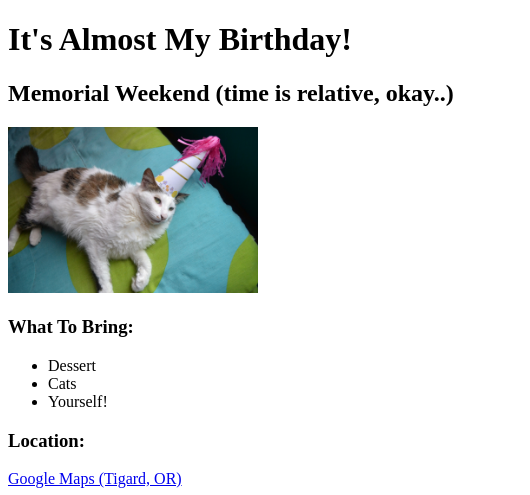 It's Almost My Birthday!
Memorial Weekend (time is relative, okay..)
What To Bring:
Dessert
Cats
Yourself!
Location:
Google Maps (Tigard, OR)